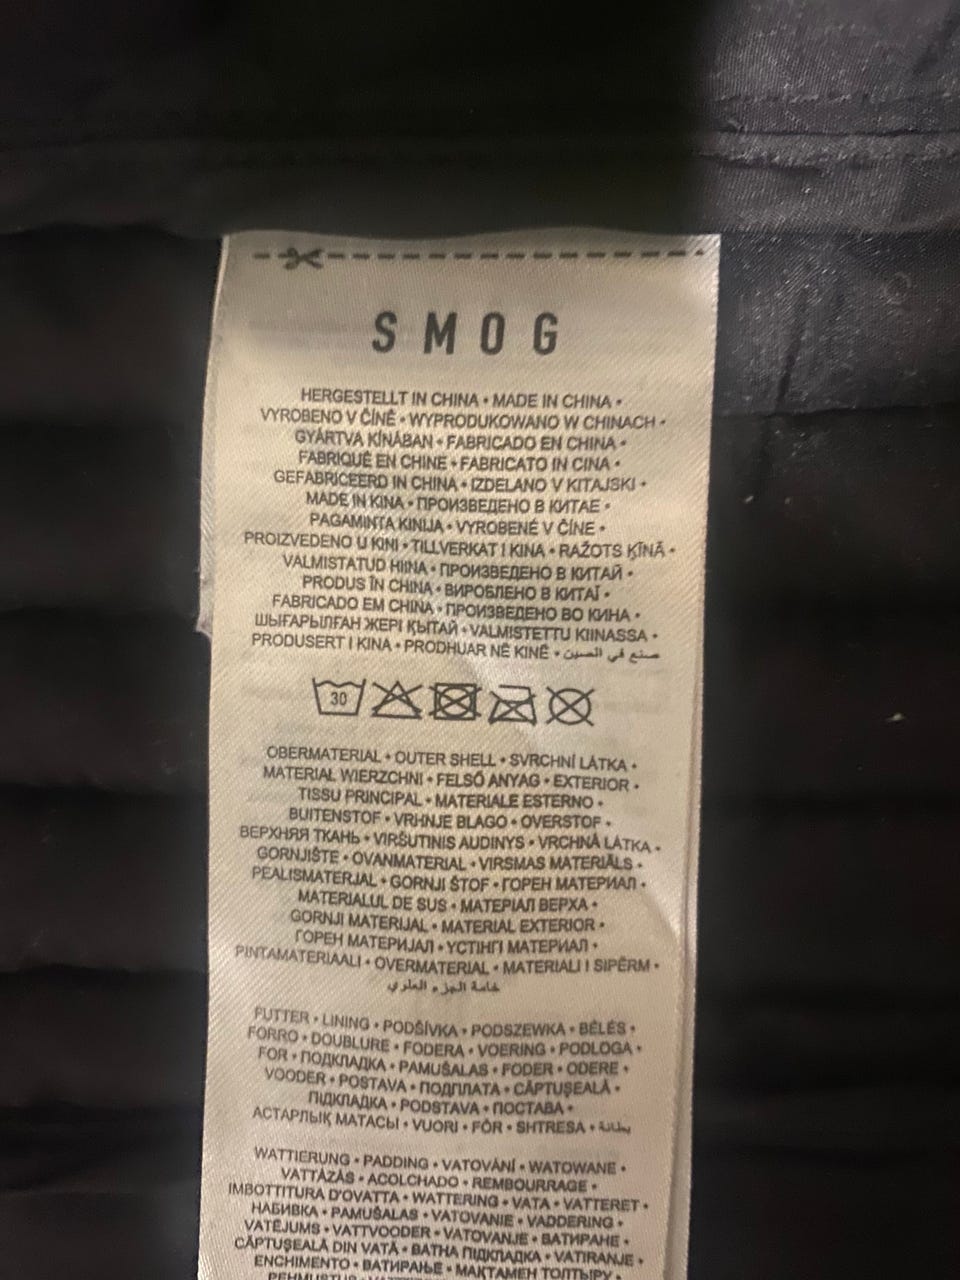 SMOG
HERGESTELLT IN CHINA • MADE IN CHINA •
VYROBENO V ČÍNĚ • WYPRODUKOWANO W CHINACH •
GYÁRTVA KÍNÁBAN • FABRICADO EN CHINA •
FABRIQUÉ EN CHINE • FABRICATO IN CINA •
GEFABRICEERD IN CHINA • IZDELANO V KITAJSKI •
MADE IN KINA • ПРОИЗВЕДЕНО В КИТАЕ •
PAGAMINTA KINIJA • VYROBENÉ V ČÍNE •
PROIZVEDENO U KINI • TILLVERKAT I KINA • RAŽOTS ĶĪNĀ •
VALMISTATUD HIINA • ПРОИЗВЕДЕНО В КИТАЙ •
PRODUS ÎN CHINA • ВИРОБЛЕНО В КИТАЇ •
FABRICADO EM CHINA • ПРОИЗВЕДЕНО ВО КИНА •
ШЫҒАРЫЛҒАН ЖЕРІ ҚЫТАЙ • VALMISTETTU KIINASSA •
PRODUSERT I KINA • PRODHUAR NË KINË • صنع في الصين
30
OBERMATERIAL • OUTER SHELL • SVRCHNÍ LÁTKA •
MATERIAŁ WIERZCHNI • FELSŐ ANYAG • EXTERIOR •
TISSU PRINCIPAL • MATERIALE ESTERNO •
BUITENSTOF • VRHNJE BLAGO • OVERSTOF •
ВЕРХНЯЯ ТКАНЬ • VIRŠUTINIS AUDINYS • VRCHNÁ LÁTKA •
GORNJIŠTE • OVANMATERIAL • VIRSMAS MATERIĀLS •
PEALISMATERJAL • GORNJI ŠTOF • ГОРЕН МАТЕРИАЛ •
MATERIALUL DE SUS • МАТЕРІАЛ ВЕРХА •
GORNJI MATERIJAL • MATERIAL EXTERIOR •
ГОРЕН МАТЕРИЈАЛ • ҮСТІНГІ МАТЕРИАЛ •
PINTAMATERIAALI • OVERMATERIAL • MATERIALI I SIPËRM •
خامة الجزء العلوي
FUTTER • LINING • PODŠÍVKA • PODSZEWKA • BÉLÉS •
FORRO • DOUBLURE • FODERA • VOERING • PODLOGA •
FOR • ПОДКЛАДКА • PAMUŠALAS • FODER • ODERE •
VOODER • POSTAVA • ПОДПЛАТА • CĂPTUȘEALĂ •
ПІДКЛАДКА • PODSTAVA • ПОСТАВА •
АСТАРЛЫҚ МАТАСЫ • VUORI • FÔR • SHTRESA • بطانة
WATTIERUNG • PADDING • VATOVÁNÍ • WATOWANE •
VATTÁZÁS • ACOLCHADO • REMBOURRAGE •
IMBOTTITURA D'OVATTA • WATTERING • VATA • VATTERET •
НАБИВКА • PAMUŠALAS • VATOVANIE • VADDERING •
VATĒJUMS • VATTVOODER • VATOVANJE • ВАТИРАНЕ •
CĂPTUȘEALĂ DIN VATĂ • ВАТНА ПІДКЛАДКА • VATIRANJE •
ENCHIMENTO • ВАТИРАЊЕ • МАҚТАМЕН ТОЛТЫРУ •